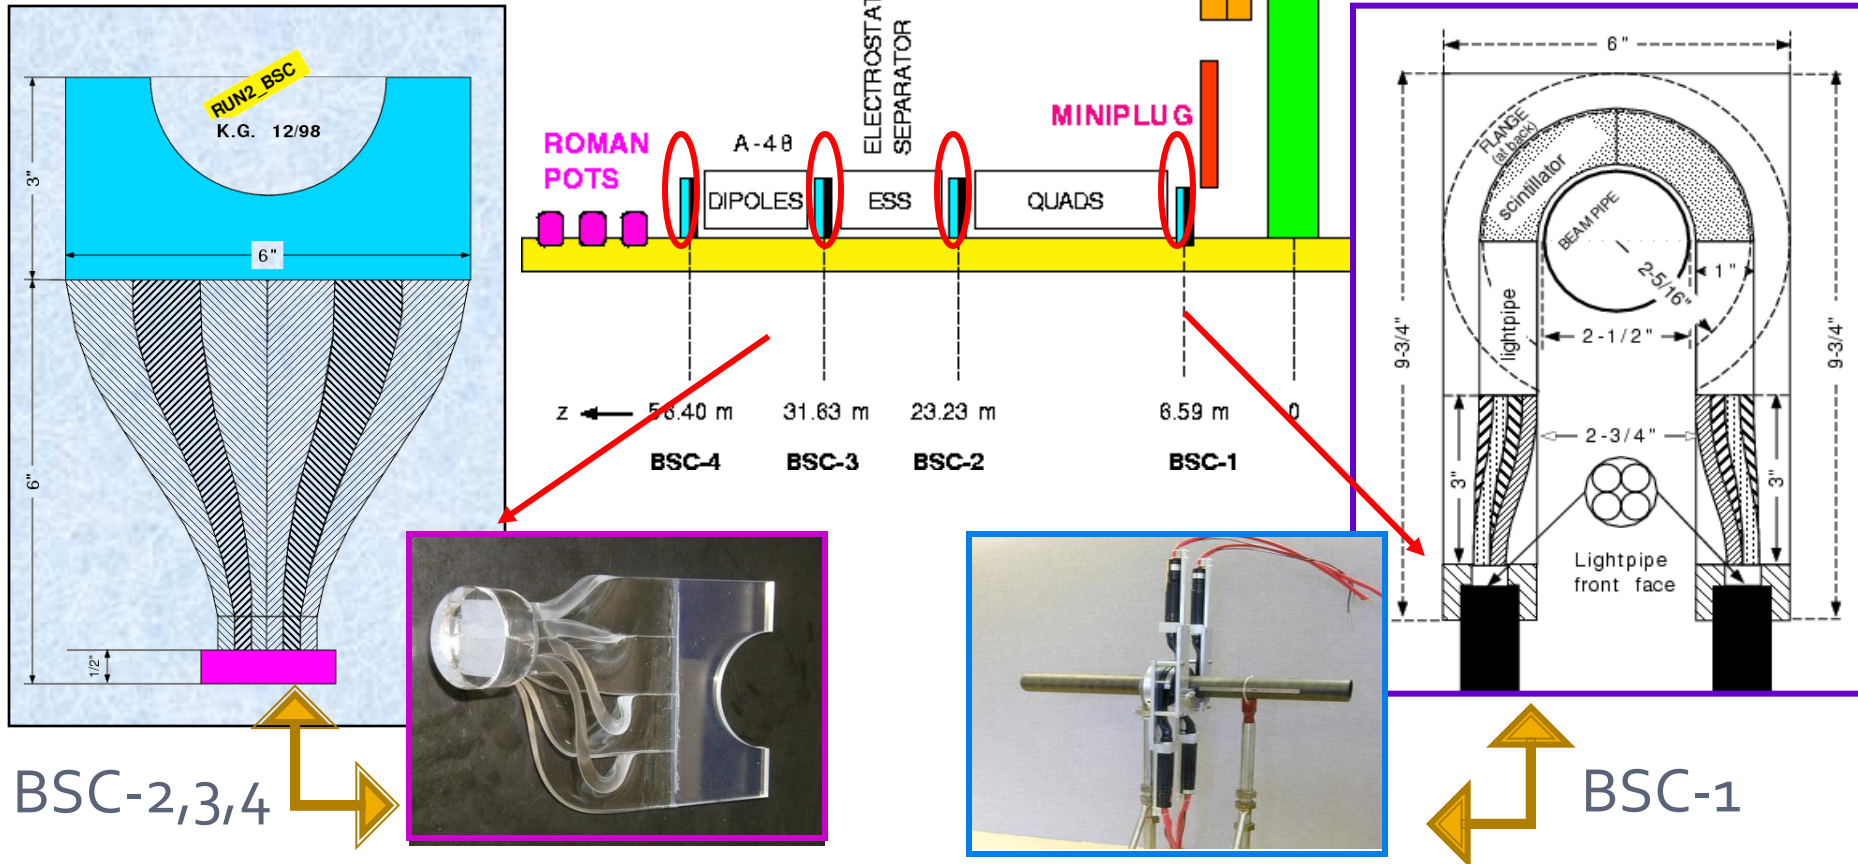 RUN2_BSC
K.G. 12/98
3"
6"
6"
1/2"
BSC-2,3,4
ROMAN
POTS
A-48
SEPARATOR
MINIPLUG
DIPOLES
ESS
QUADS
z
56.40 m
31.63 m
23.23 m
6.59 m
0
BSC-4
BSC-3
BSC-2
BSC-1
6"
FLANGE
(at back)
scintillator
BEAM PIPE
2-5/16"
1"
lightpipe
2-1/2"
9-3/4"
9-3/4"
2-3/4"
3"
3"
Lightpipe
front face
BSC-1